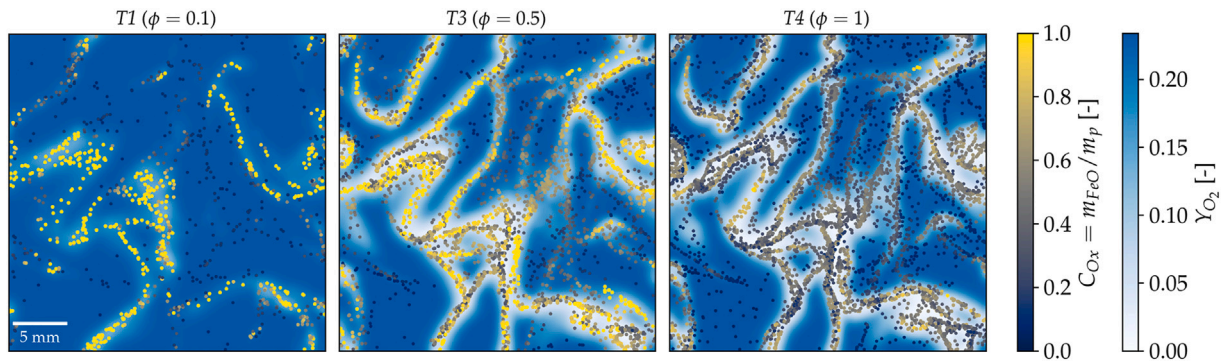 T1 (ϕ = 0.1)
T3 (ϕ = 0.5)
T4 (ϕ = 1)
5 mm
1.0
0.8
0.6
0.4
0.2
0.0
C_Ox = m_FeO/m_p [-]
0.20
0.15
0.10
0.05
0.00
Y_O₂ [-]